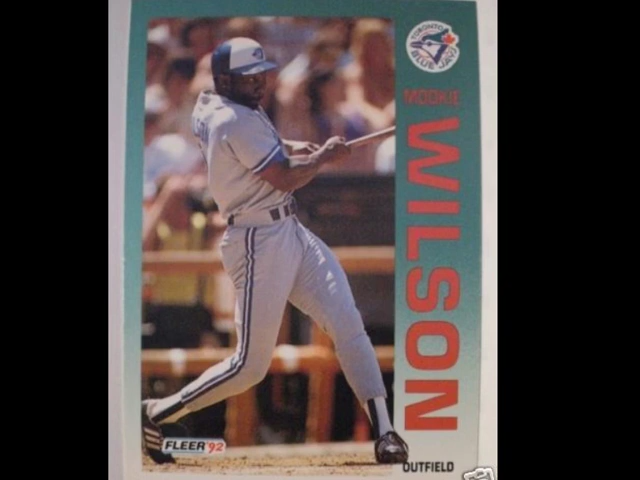 TORONTO
BLUE JAYS
MOOKIE
WILSON
FLEER '92
OUTFIELD